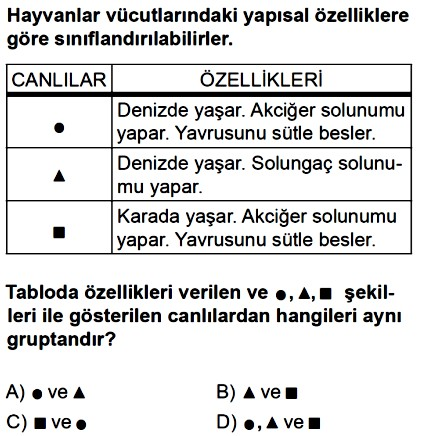 Hayvanlar vücutlarındaki yapısal özelliklere
göre sınıflandırılabilirler.
CANLILAR ÖZELLİKLERİ
● Denizde yaşar. Akciğer solunumu
yapar. Yavrusunu sütle besler.
▲ Denizde yaşar. Solungaç solunu-
mu yapar.
■ Karada yaşar. Akciğer solunumu
yapar. Yavrusunu sütle besler.
Tabloda özellikleri verilen ve ●, ▲, ■ şekil-
leri ile gösterilen canlılardan hangileri aynı
gruptandır?
A) ● ve ▲ B) ▲ ve ■
C) ■ ve ● D) ●, ▲ ve ■